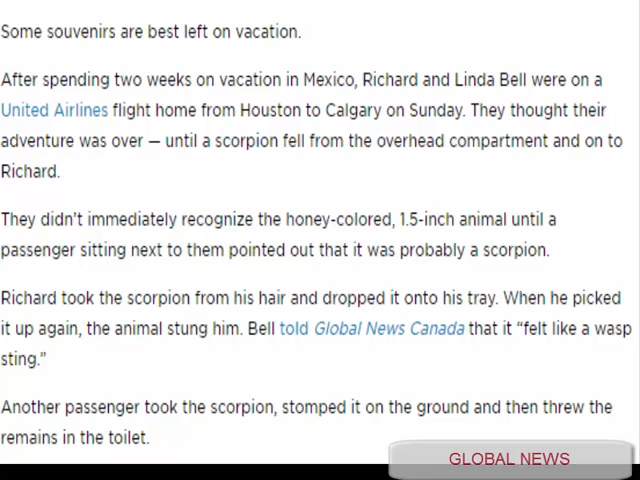 Some souvenirs are best left on vacation.
After spending two weeks on vacation in Mexico, Richard and Linda Bell were on a
United Airlines flight home from Houston to Calgary on Sunday. They thought their
adventure was over — until a scorpion fell from the overhead compartment and on to
Richard.
They didn’t immediately recognize the honey-colored, 1.5-inch animal until a
passenger sitting next to them pointed out that it was probably a scorpion.
Richard took the scorpion from his hair and dropped it onto his tray. When he picked
it up again, the animal stung him. Bell told Global News Canada that it “felt like a wasp
sting.”
Another passenger took the scorpion, stomped it on the ground and then threw the
remains in the toilet.
GLOBAL NEWS